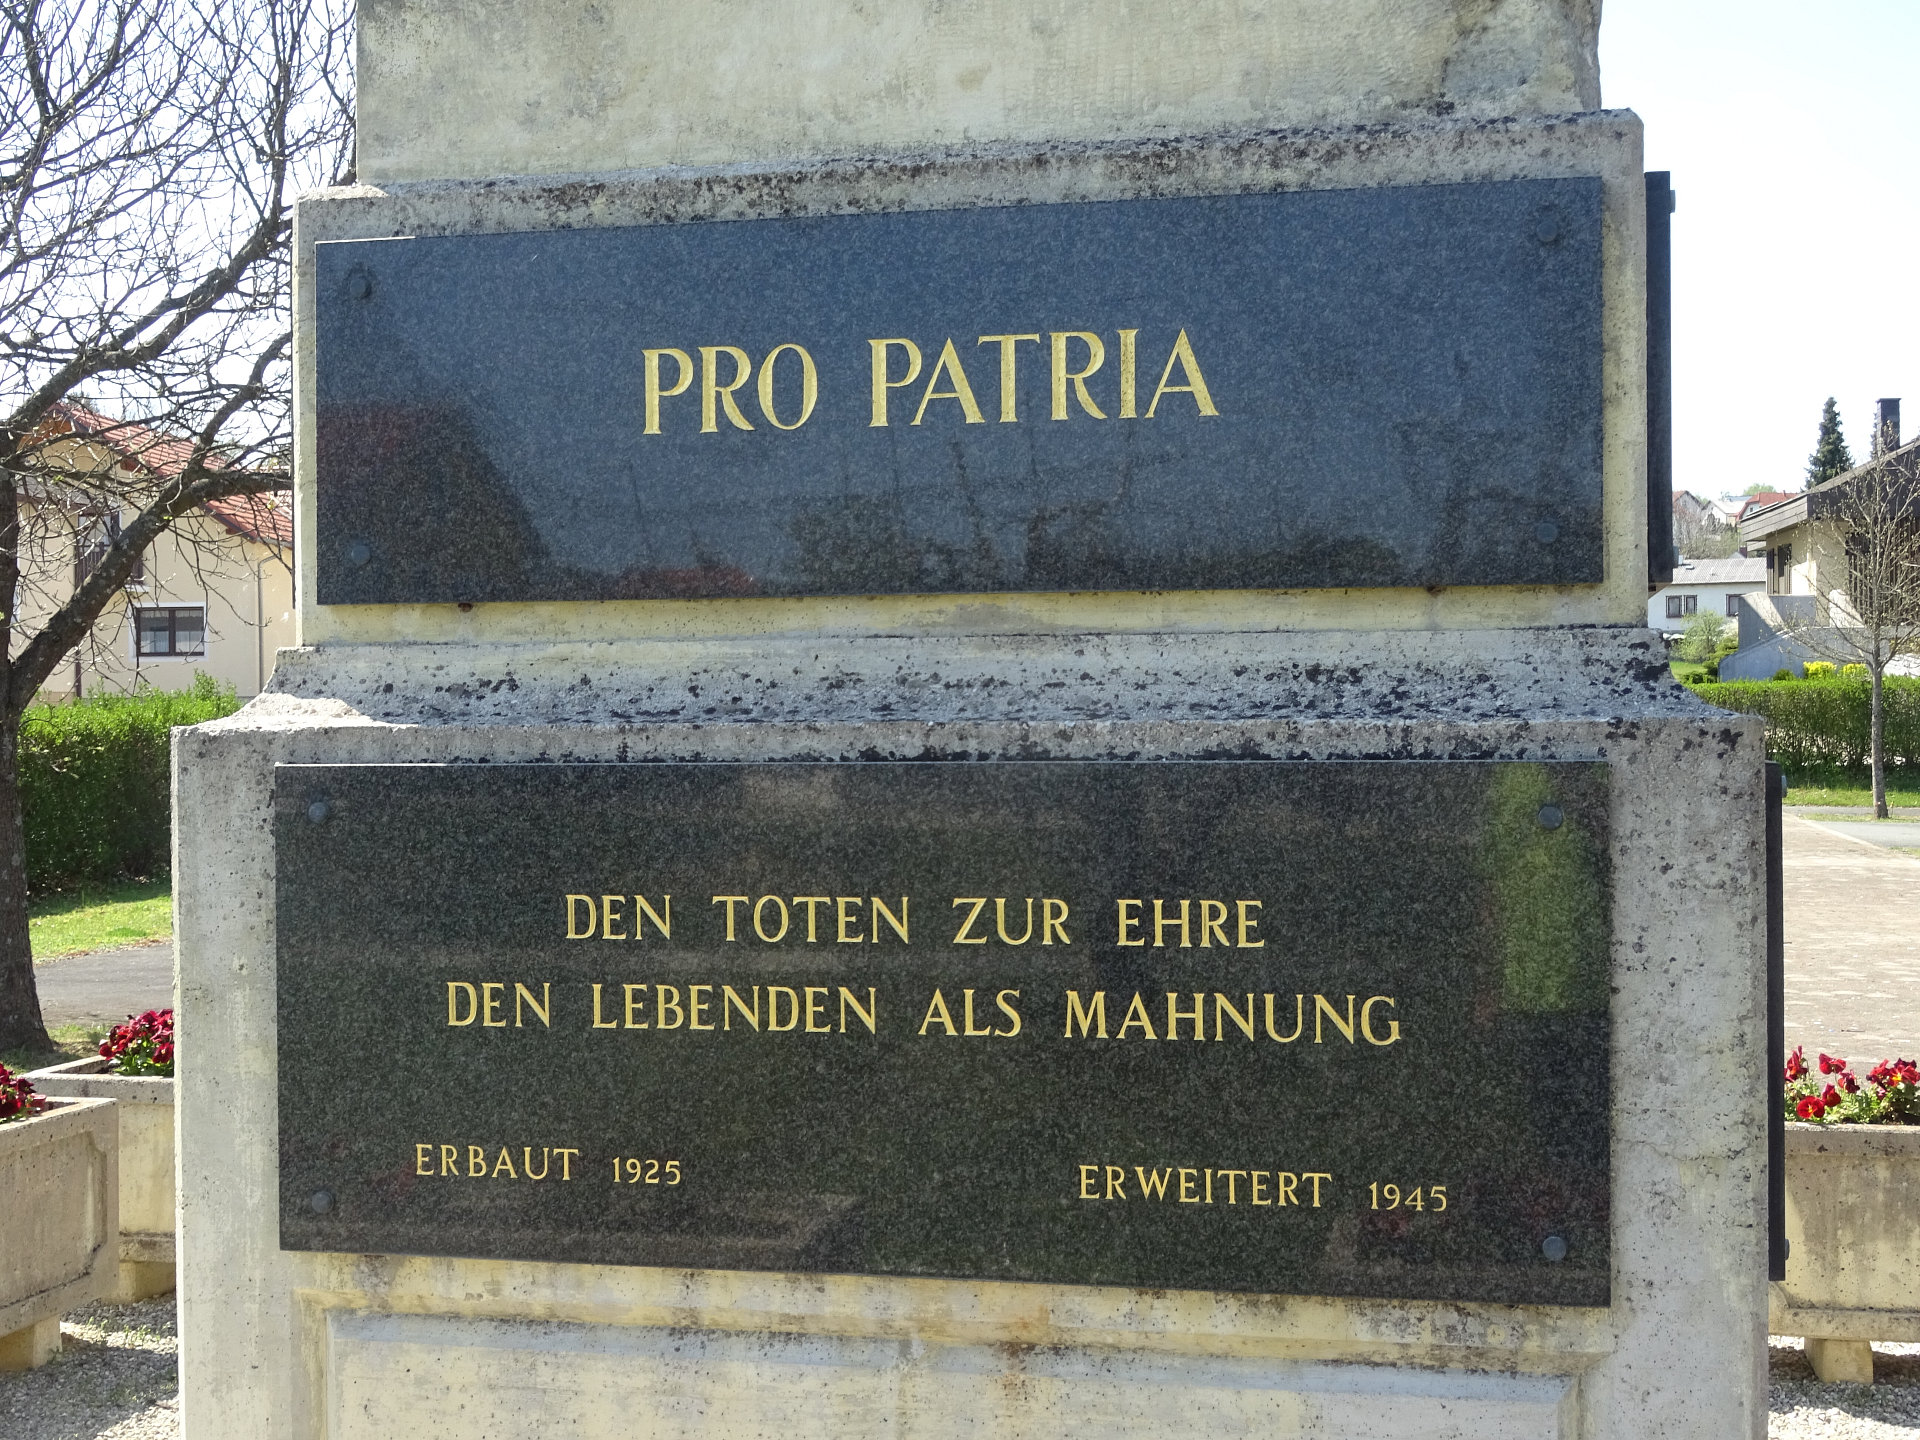 PRO PATRIA
DEN TOTEN ZUR EHRE
DEN LEBENDEN ALS MAHNUNG
ERBAUT 1925 ERWEITERT 1945